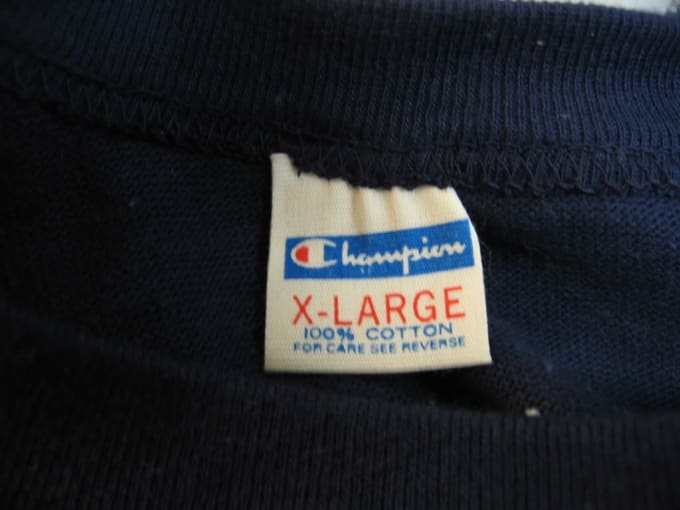 Champion
X-LARGE
100% COTTON
FOR CARE SEE REVERSE